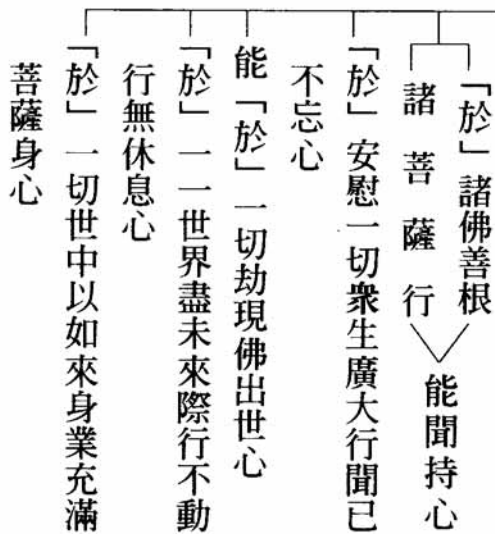 「於」諸佛善根
諸菩薩行
能聞持心
「於」安慰一切衆生廣大行聞已
不忘心
能「於」一切劫現佛出世心
「於」一一世界盡未來際行不動
行無休息心
「於」一切世中以如來身業充滿
菩薩身心